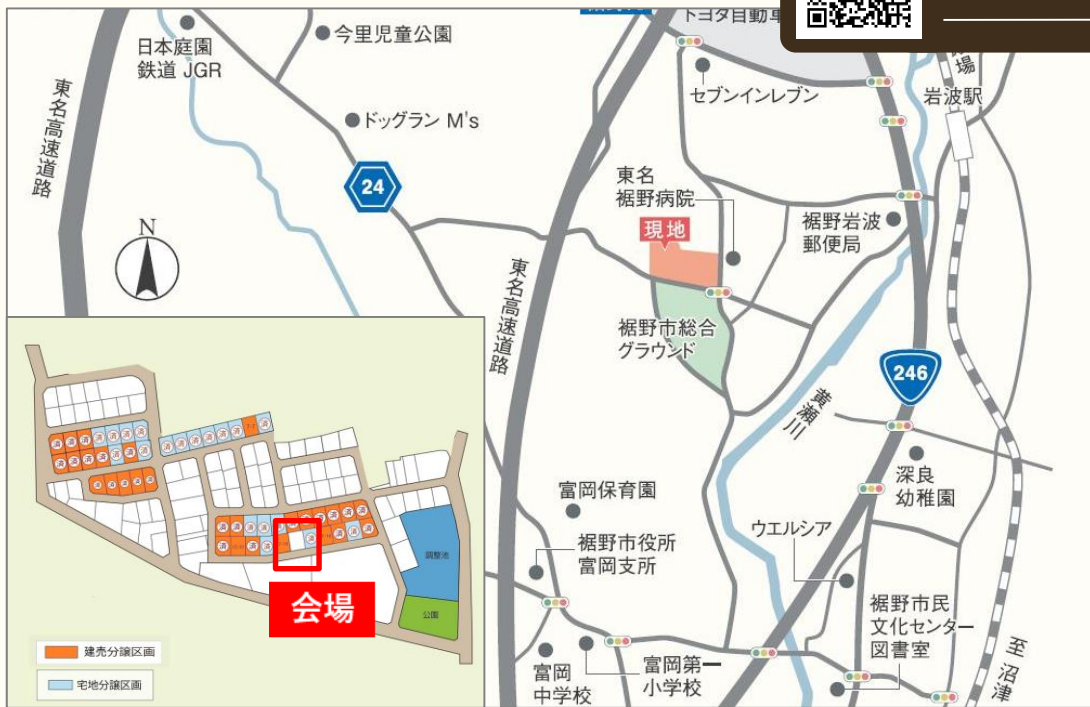 日本庭園
鉄道 JGR
今里児童公園
ドッグラン M's
東名高速道路
24
N
トヨタ自動車
セブンイレブン
岩波駅
東名
裾野病院
現地
裾野岩波
郵便局
東名高速道路
裾野市総合
グラウンド
246
黄瀬川
深良
幼稚園
富岡保育園
ウエルシア
裾野市役所
富岡支所
裾野市民
文化センター
図書室
富岡
中学校
富岡第一
小学校
至 沼津
調整池
公園
会場
建売分譲区画
宅地分譲区画
済